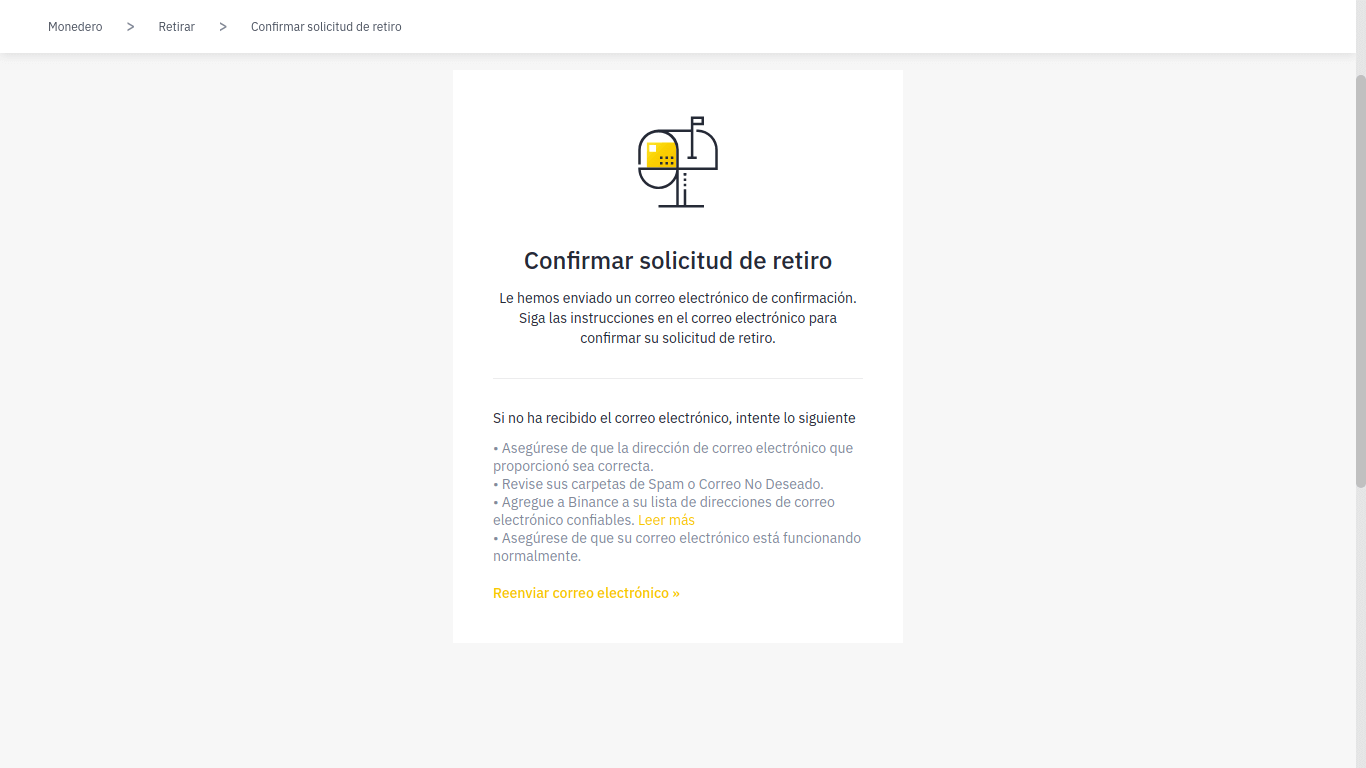 Monedero > Retirar > Confirmar solicitud de retiro
Confirmar solicitud de retiro
Le hemos enviado un correo electrónico de confirmación.
Siga las instrucciones en el correo electrónico para
confirmar su solicitud de retiro.
Si no ha recibido el correo electrónico, intente lo siguiente
• Asegúrese de que la dirección de correo electrónico que
proporcionó sea correcta.
• Revise sus carpetas de Spam o Correo No Deseado.
• Agregue a Binance a su lista de direcciones de correo
electrónico confiables. Leer más
• Asegúrese de que su correo electrónico está funcionando
normalmente.
Reenviar correo electrónico »